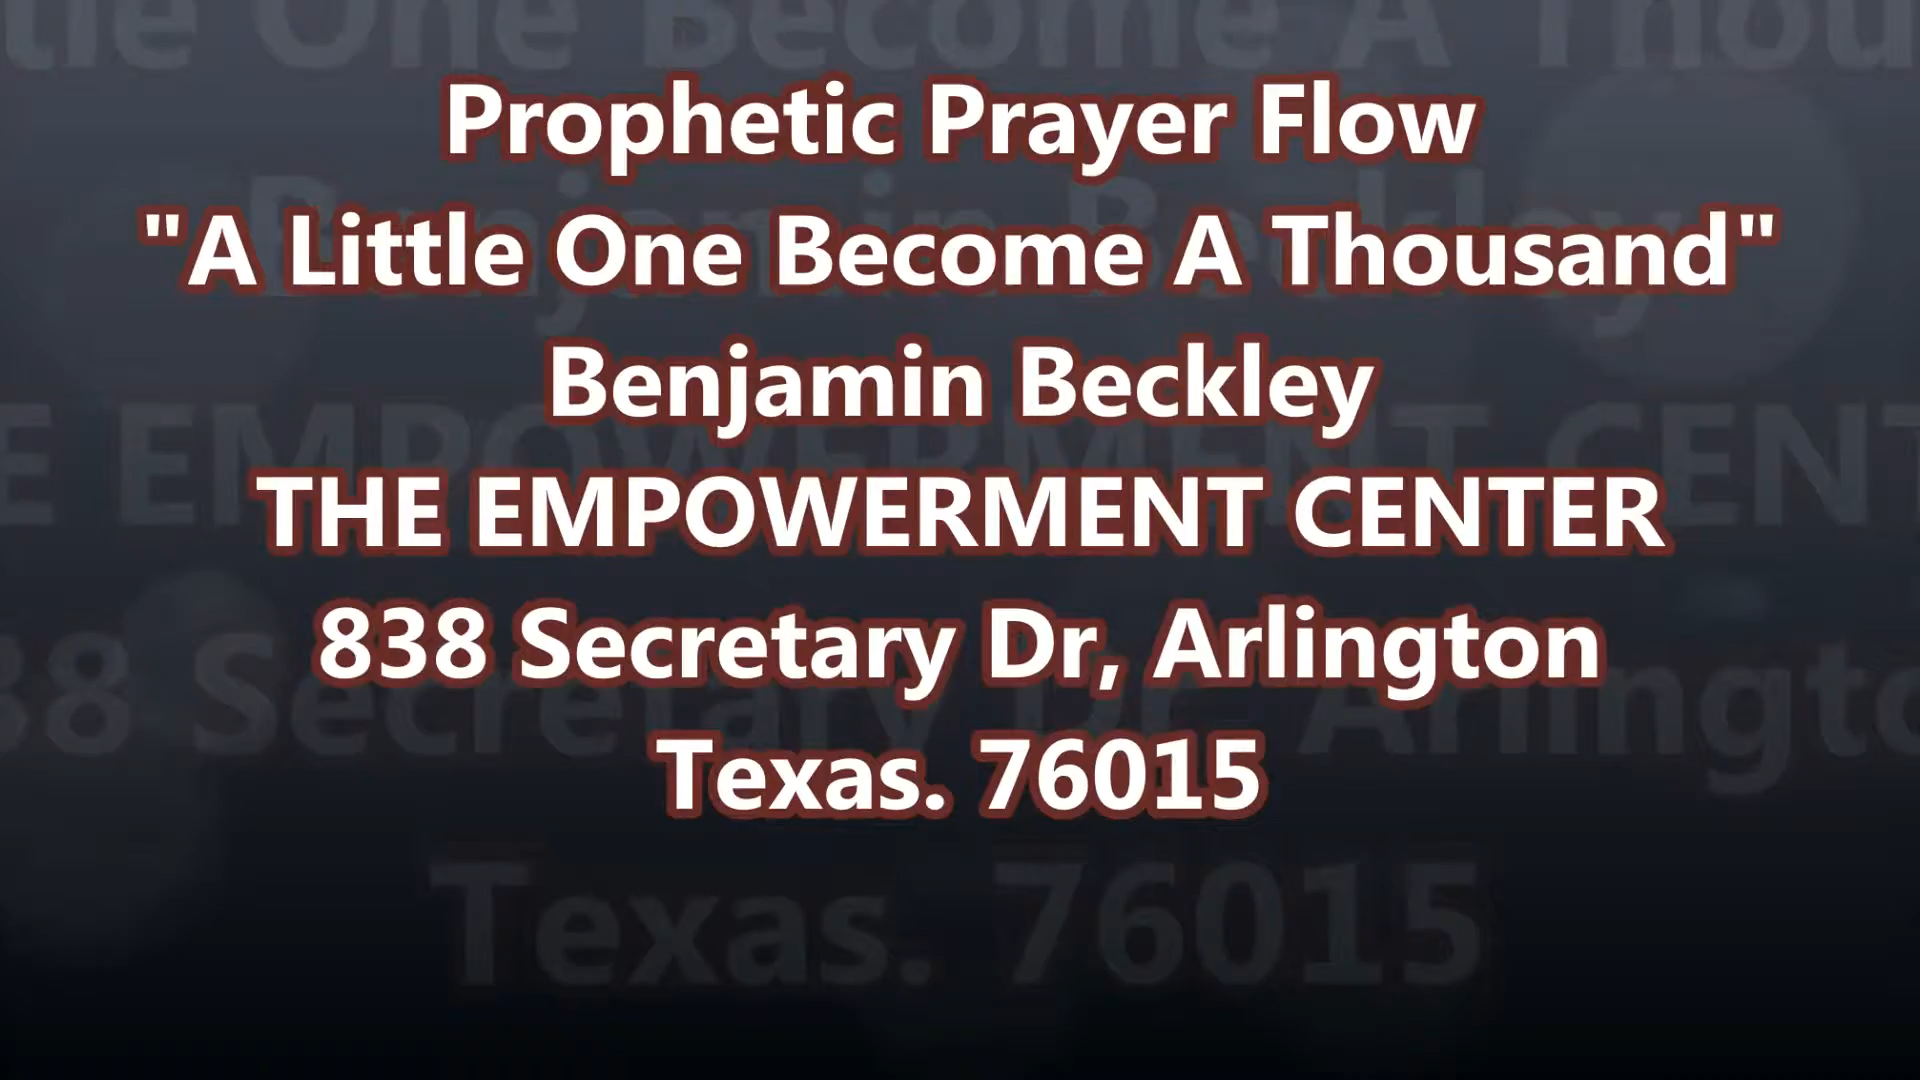 Prophetic Prayer Flow
"A Little One Become A Thousand"
Benjamin Beckley
THE EMPOWERMENT CENTER
838 Secretary Dr, Arlington
Texas. 76015